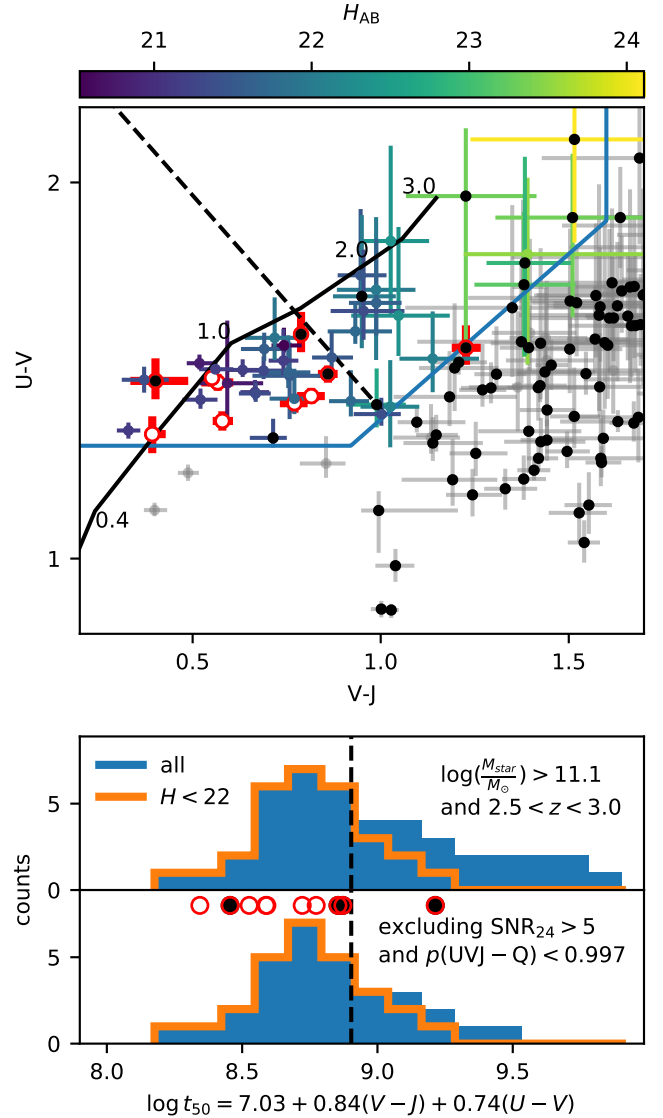 H_AB
21 22 23 24
2
1
U-V
3.0
2.0
1.0
0.4
0.5 1.0 1.5
V-J
all
H < 22
log(M_star/M_⊙) > 11.1
and 2.5 < z < 3.0
5
0
counts
excluding SNR_24 > 5
and p(UVJ − Q) < 0.997
5
0
8.0 8.5 9.0 9.5
log t_50 = 7.03 + 0.84(V − J) + 0.74(U − V)